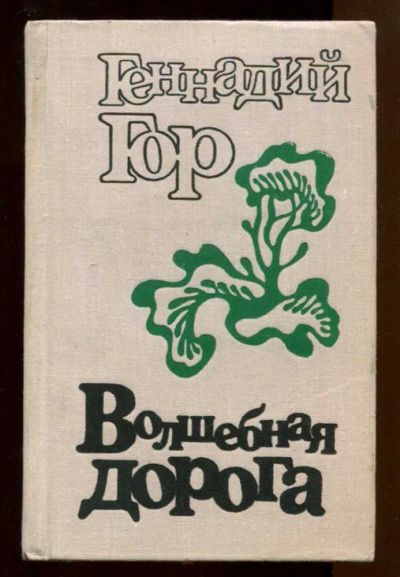 Геннадий
Гор
Волшебная
дорога